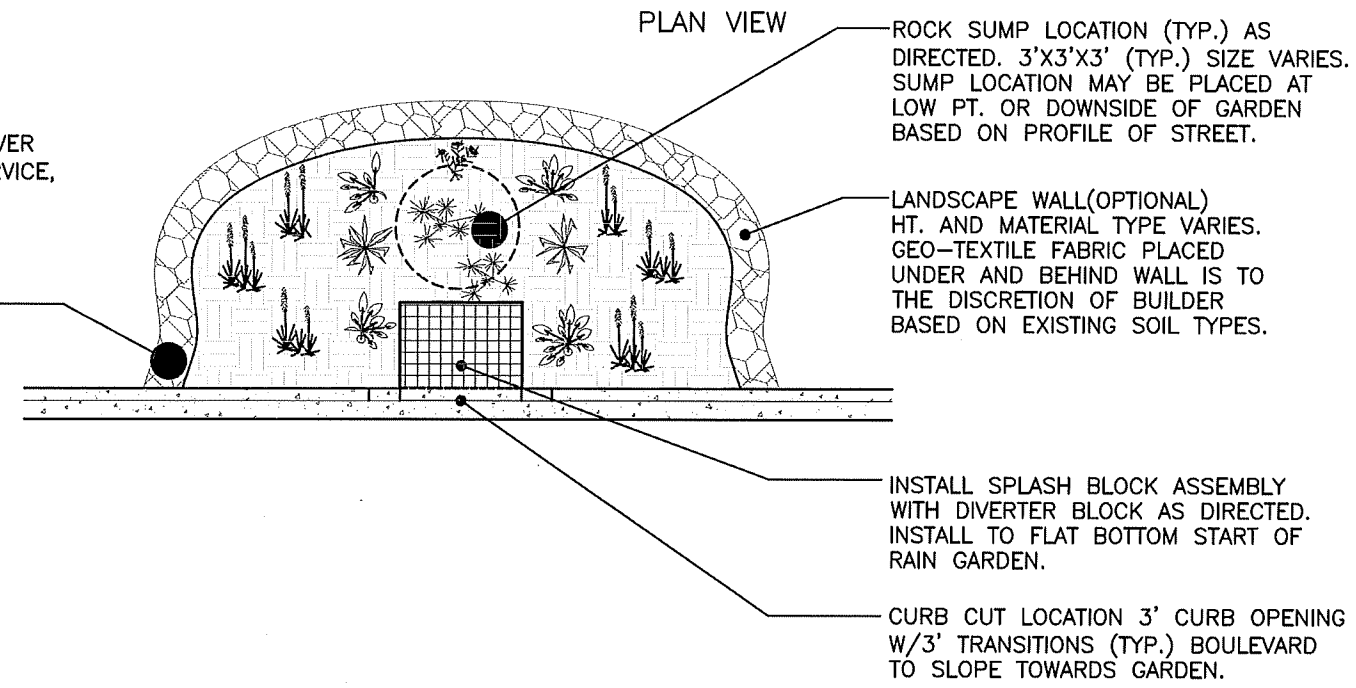 PLAN VIEW
ROCK SUMP LOCATION (TYP.) AS
DIRECTED. 3'X3'X3' (TYP.) SIZE VARIES.
SUMP LOCATION MAY BE PLACED AT
LOW PT. OR DOWNSIDE OF GARDEN
BASED ON PROFILE OF STREET.
LANDSCAPE WALL(OPTIONAL)
HT. AND MATERIAL TYPE VARIES.
GEO-TEXTILE FABRIC PLACED
UNDER AND BEHIND WALL IS TO
THE DISCRETION OF BUILDER
BASED ON EXISTING SOIL TYPES.
INSTALL SPLASH BLOCK ASSEMBLY
WITH DIVERTER BLOCK AS DIRECTED.
INSTALL TO FLAT BOTTOM START OF
RAIN GARDEN.
CURB CUT LOCATION 3' CURB OPENING
W/3' TRANSITIONS (TYP.) BOULEVARD
TO SLOPE TOWARDS GARDEN.